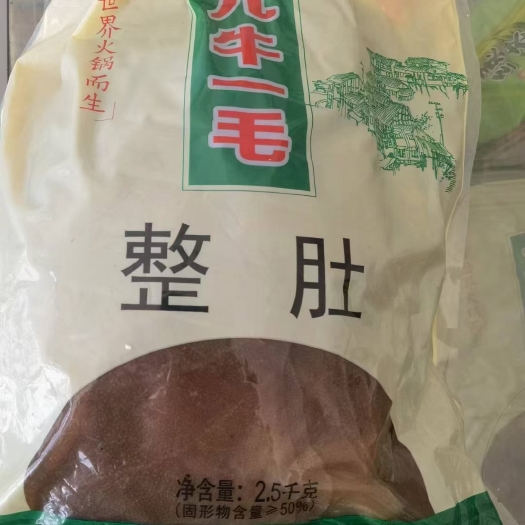 世界火锅而生」
九牛一毛
整肚
净含量：2.5千克
(固形物含量≥50%)